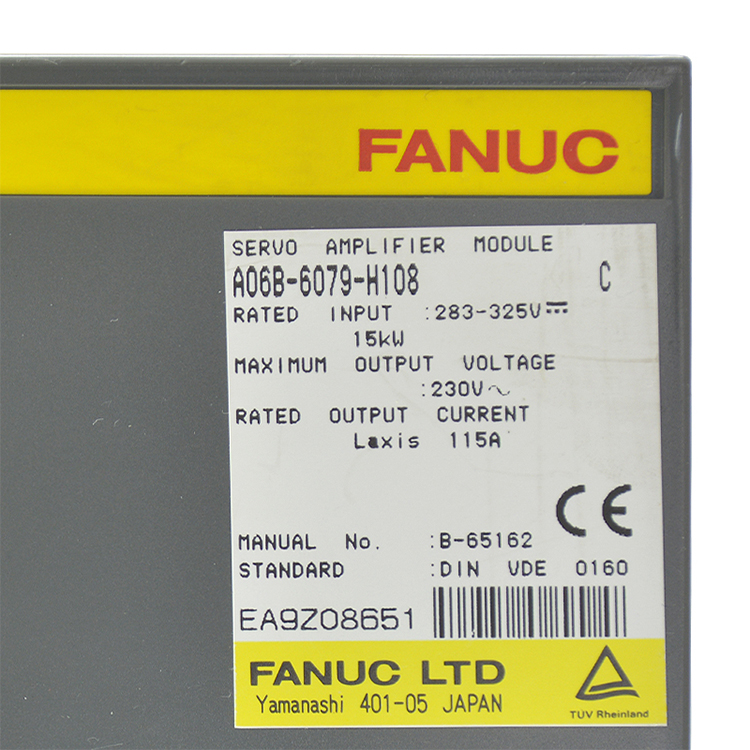 FANUC
SERVO AMPLIFIER MODULE
A06B-6079-H108 C
RATED INPUT :283-325V⎓
15kW
MAXIMUM OUTPUT VOLTAGE
:230V~
RATED OUTPUT CURRENT
Laxis 115A
CE
MANUAL No. :B-65162
STANDARD :DIN VDE 0160
EA9Z08651
FANUC LTD
Yamanashi 401-05 JAPAN
TUV Rheinland